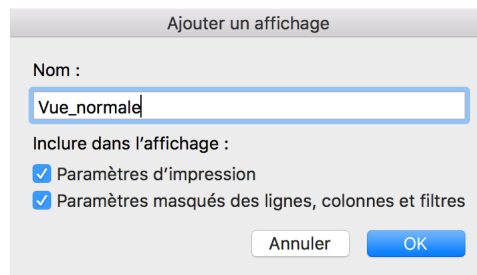 Ajouter un affichage
Nom :
Vue_normale
Inclure dans l'affichage :
Paramètres d'impression
Paramètres masqués des lignes, colonnes et filtres
Annuler
OK